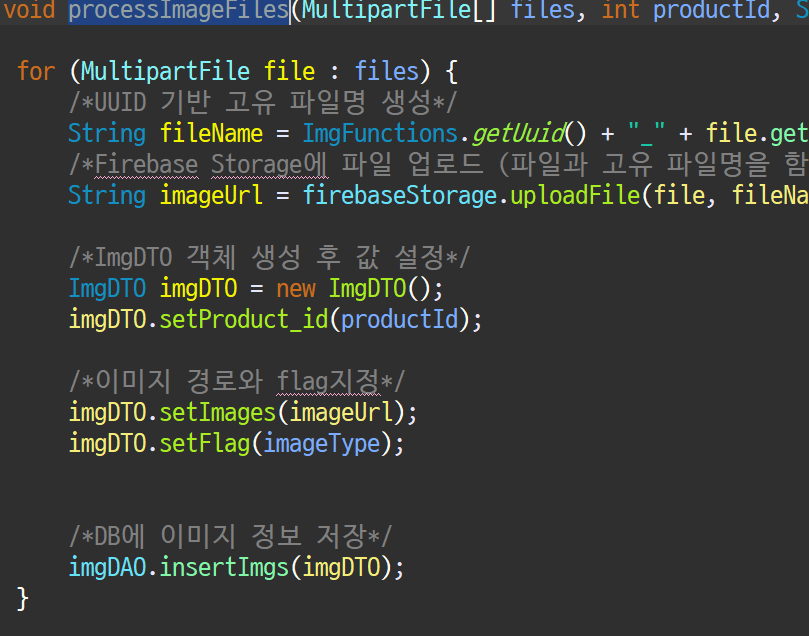 void processImageFiles(MultipartFile[] files, int productId, S
for (MultipartFile file : files) {
/*UUID 기반 고유 파일명 생성*/
String fileName = ImgFunctions.getUuid() + "_" + file.get
/*Firebase Storage에 파일 업로드 (파일과 고유 파일명을 함
String imageUrl = firebaseStorage.uploadFile(file, fileNa
/*ImgDTO 객체 생성 후 값 설정*/
ImgDTO imgDTO = new ImgDTO();
imgDTO.setProduct_id(productId);
/*이미지 경로와 flag지정*/
imgDTO.setImages(imageUrl);
imgDTO.setFlag(imageType);
/*DB에 이미지 정보 저장*/
imgDAO.insertImgs(imgDTO);
}